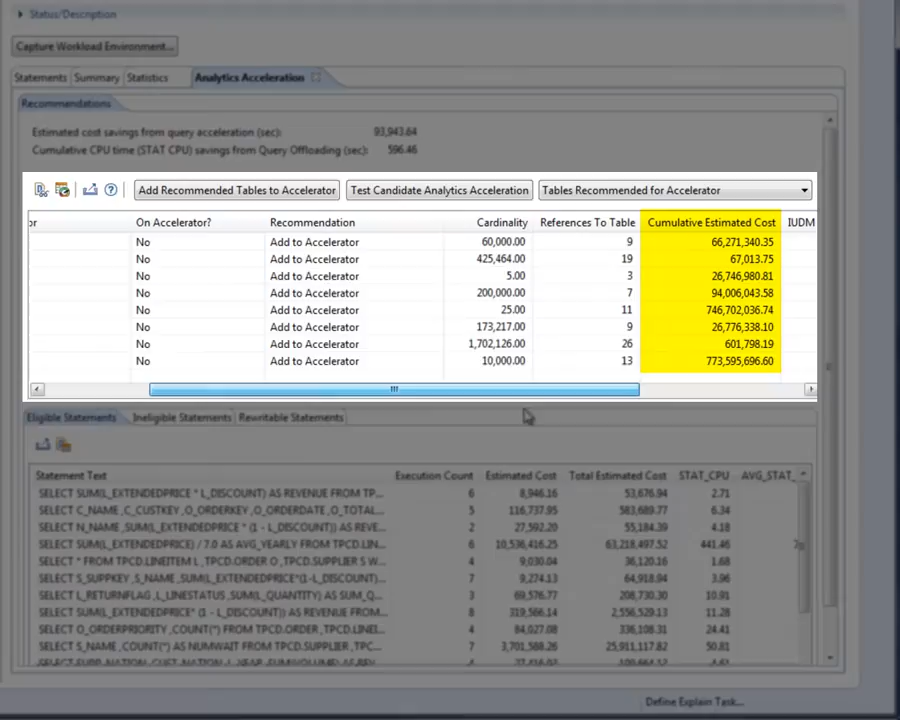 Status/Description
Capture Workload Environment...
Statements Summary Statistics Analytics Acceleration
Recommendations
Estimated cost savings from query acceleration (sec): 93,943.64
Cumulative CPU time (STAT CPU) savings from Query Offloading (sec): 596.46
Add Recommended Tables to Accelerator Test Candidate Analytics Acceleration Tables Recommended for Accelerator
or On Accelerator? Recommendation Cardinality References To Table Cumulative Estimated Cost IUDM
No Add to Accelerator 60,000.00 9 66,271,340.35
No Add to Accelerator 425,464.00 19 67,013.75
No Add to Accelerator 5.00 3 26,746,980.81
No Add to Accelerator 200,000.00 7 94,006,043.58
No Add to Accelerator 25.00 11 746,702,036.74
No Add to Accelerator 173,217.00 9 26,776,338.10
No Add to Accelerator 1,702,126.00 26 601,798.19
No Add to Accelerator 10,000.00 13 773,595,696.60
Eligible Statements Ineligible Statements Rewritable Statements
Statement Text Execution Count Estimated Cost Total Estimated Cost STAT_CPU AVG_STAT_
SELECT SUM(L_EXTENDEDPRICE * L_DISCOUNT) AS REVENUE FROM TP... 6 8,946.16 53,676.94 2.71
SELECT C_NAME ,C_CUSTKEY ,O_ORDERKEY ,O_ORDERDATE ,O_TOTAL... 5 116,737.95 583,689.77 6.34
SELECT N_NAME ,SUM(L_EXTENDEDPRICE * (1 - L_DISCOUNT)) AS REVE... 2 27,592.20 55,184.39 4.18
SELECT SUM(L_EXTENDEDPRICE) / 7.0 AS AVG_YEARLY FROM TPCD.LIN... 6 10,536,416.25 63,218,497.52 441.46
SELECT * FROM TPCD.LINEITEM L ,TPCD.ORDER O ,TPCD.SUPPLIER S W... 4 9,030.04 36,120.16 1.68
SELECT S_SUPPKEY ,S_NAME ,SUM(L_EXTENDEDPRICE*(1-L_DISCOUNT)... 7 9,274.13 64,918.94 3.96
SELECT L_RETURNFLAG ,L_LINESTATUS ,SUM(L_QUANTITY) AS SUM_Q... 3 69,576.77 208,730.30 10.91
SELECT SUM(L_EXTENDEDPRICE* (1 - L_DISCOUNT)) AS REVENUE FROM... 8 319,566.14 2,556,529.13 11.28
SELECT O_ORDERPRIORITY ,COUNT(*) FROM TPCD.ORDER ,TPCD.LINEI... 4 84,027.08 336,108.31 24.41
SELECT S_NAME ,COUNT(*) AS NUMWAIT FROM TPCD.SUPPLIER ,TPC... 7 3,701,588.26 25,911,117.82 50.81
Define Explain Task...